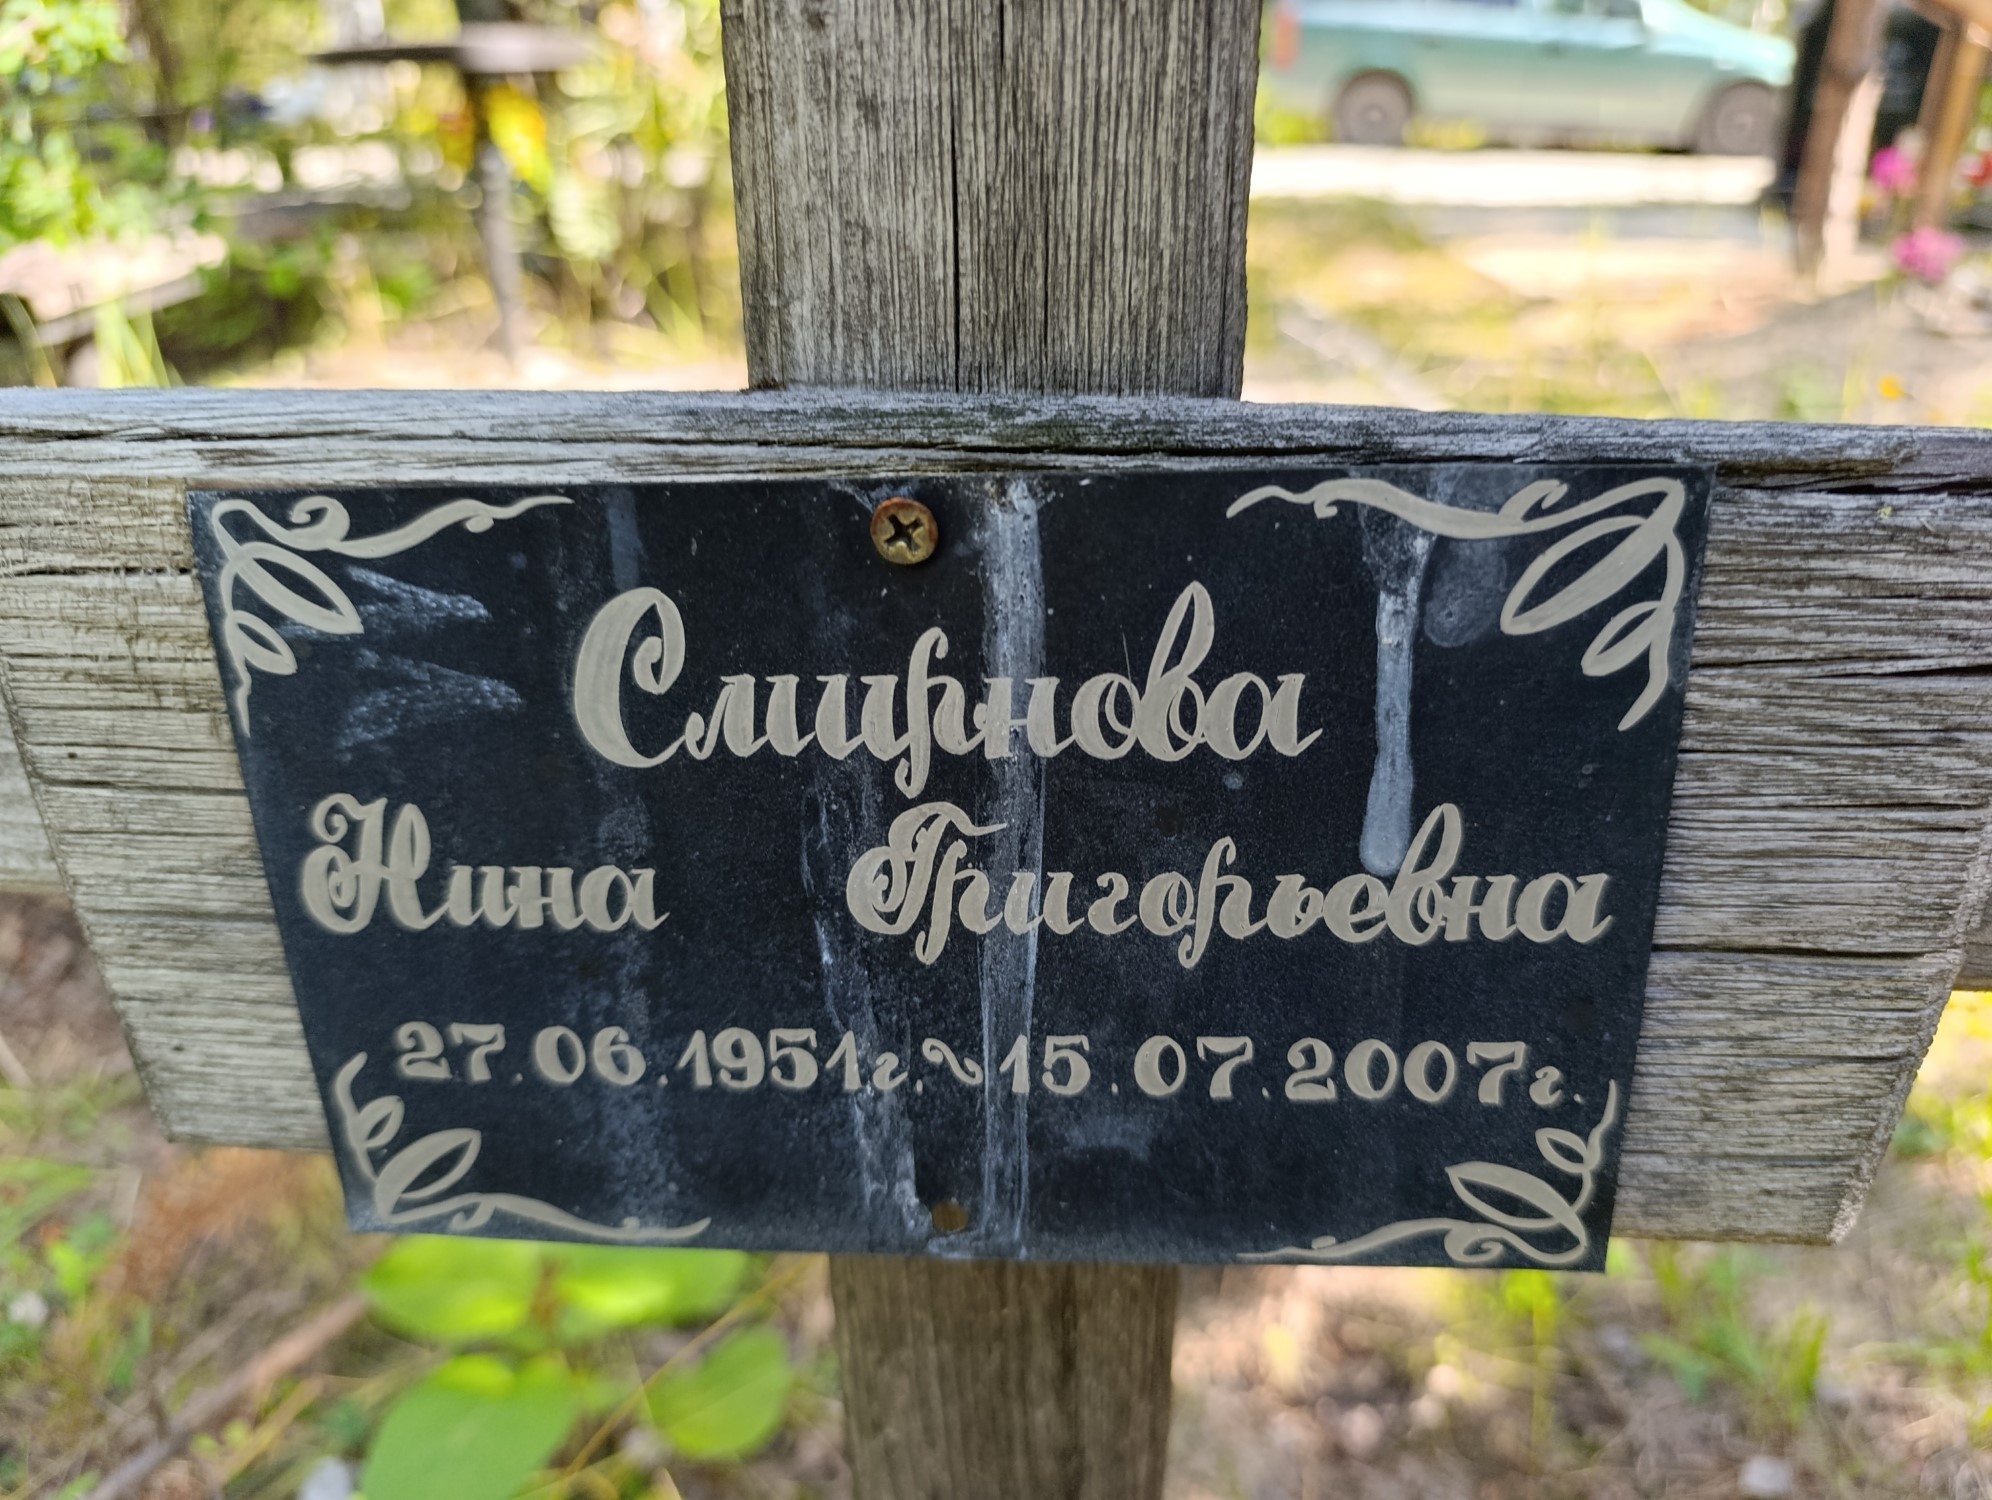 Смирнова
Нина Григорьевна
27.06.1951г.~15.07.2007г.